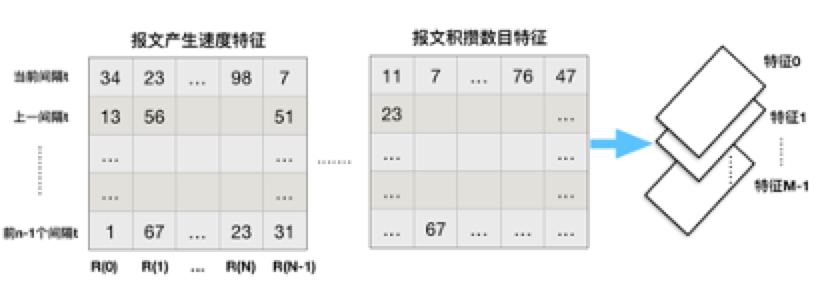 报文产生速度特征
当前间隔t 34 23 ... 98 7
上一间隔t 13 56 51
... ...
... ...
前n-1个间隔t 1 67 ... 23 31
R(0) R(1) ... R(N) R(N-1)
......
报文积攒数目特征
11 7 ... 76 47
23 ...
... ...
... ...
... 67 ... ... ...
特征0
特征1
特征M-1